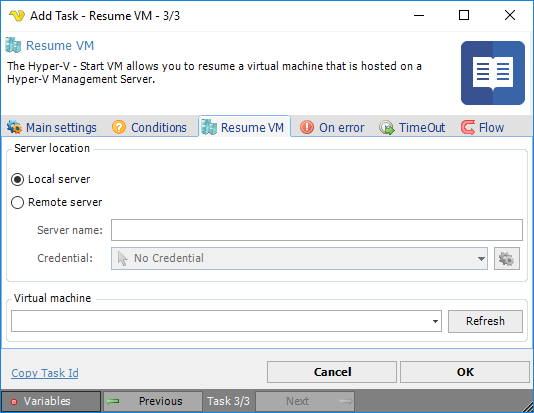 Add Task - Resume VM - 3/3
Resume VM
The Hyper-V - Start VM allows you to resume a virtual machine that is hosted on a
Hyper-V Management Server.
Main settings Conditions Resume VM On error TimeOut Flow
Server location
Local server
Remote server
Server name:
Credential: No Credential
Virtual machine
Refresh
Copy Task Id Cancel OK
Variables Previous Task 3/3 Next